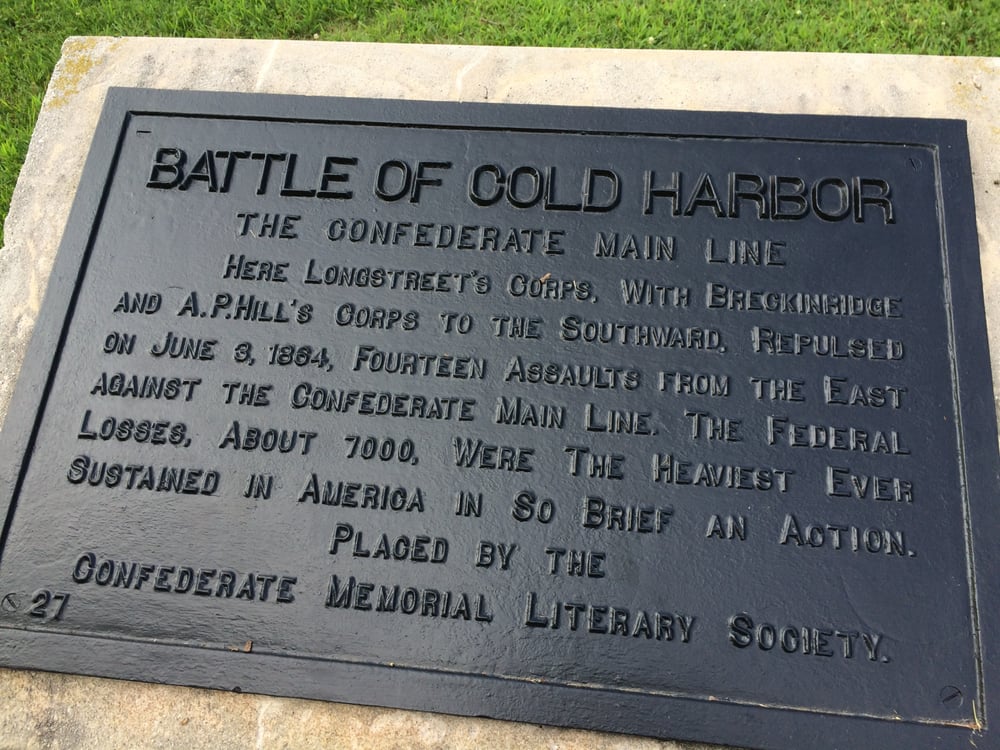 BATTLE OF COLD HARBOR
THE CONFEDERATE MAIN LINE
HERE LONGSTREET'S CORPS, WITH BRECKINRIDGE
AND A.P.HILL'S CORPS TO THE SOUTHWARD, REPULSED
ON JUNE 3, 1864, FOURTEEN ASSAULTS FROM THE EAST
AGAINST THE CONFEDERATE MAIN LINE. THE FEDERAL
LOSSES, ABOUT 7000, WERE THE HEAVIEST EVER
SUSTAINED IN AMERICA IN SO BRIEF AN ACTION.
PLACED BY THE
CONFEDERATE MEMORIAL LITERARY SOCIETY.
27